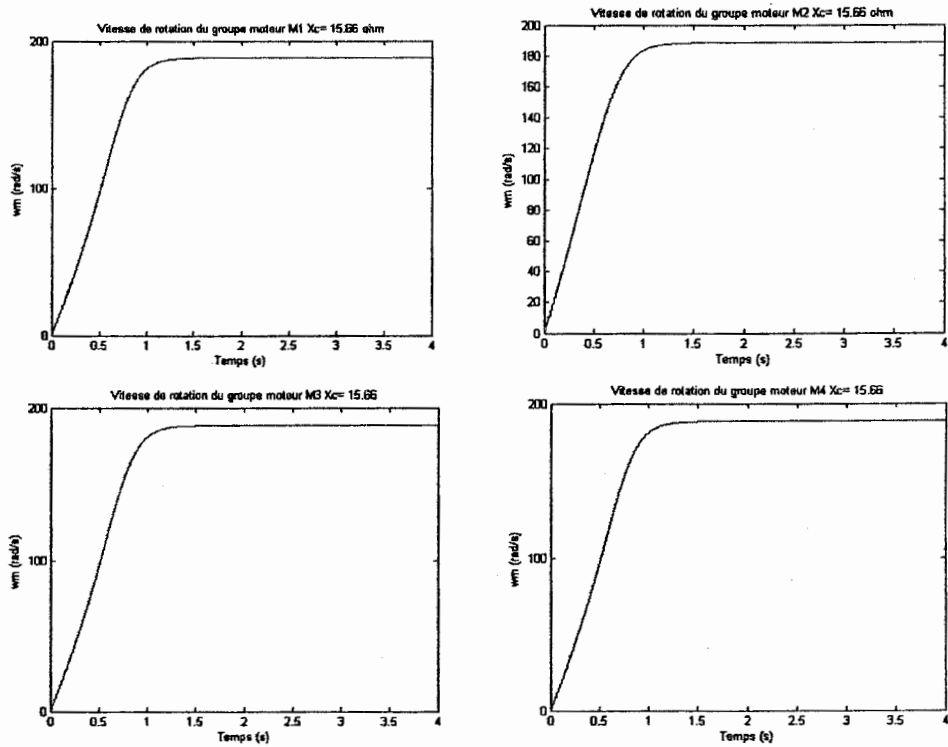 Vitesse de rotation du groupe moteur M1 Xc= 15.66 ohm
200
100
0
wm (rad/s)
0 0.5 1 1.5 2 2.5 3 3.5 4
Temps (s)
Vitesse de rotation du groupe moteur M2 Xc= 15.66 ohm
200
180
160
140
120
100
80
60
40
20
0
wm (rad/s)
0 0.5 1 1.5 2 2.5 3 3.5 4
Temps (s)
Vitesse de rotation du groupe moteur M3 Xc= 15.66
200
100
0
wm (rad/s)
0 0.5 1 1.5 2 2.5 3 3.5 4
Temps (s)
Vitesse de rotation du groupe moteur M4 Xc= 15.66
200
100
0
wm (rad/s)
0 0.5 1 1.5 2 2.5 3 3.5 4
Temps (s)